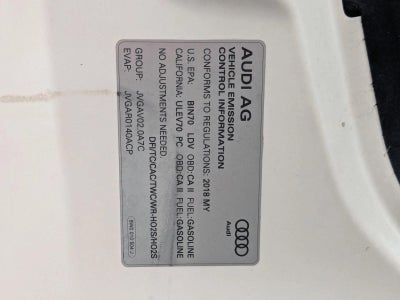 AUDI AG
VEHICLE EMISSION
CONTROL INFORMATION
CONFORMS TO REGULATIONS: 2018 MY
U.S. EPA: BIN70 LDV OBD:CA II FUEL:GASOLINE
CALIFORNIA: ULEV70 PC OBD:CA II FUEL:GASOLINE
NO ADJUSTMENTS NEEDED.
DFI/TC/CAC/TWC/WR-HO2S/HO2S
GROUP: JVGAV02.0A7C
EVAP: JVGAR0140ACP
Audi